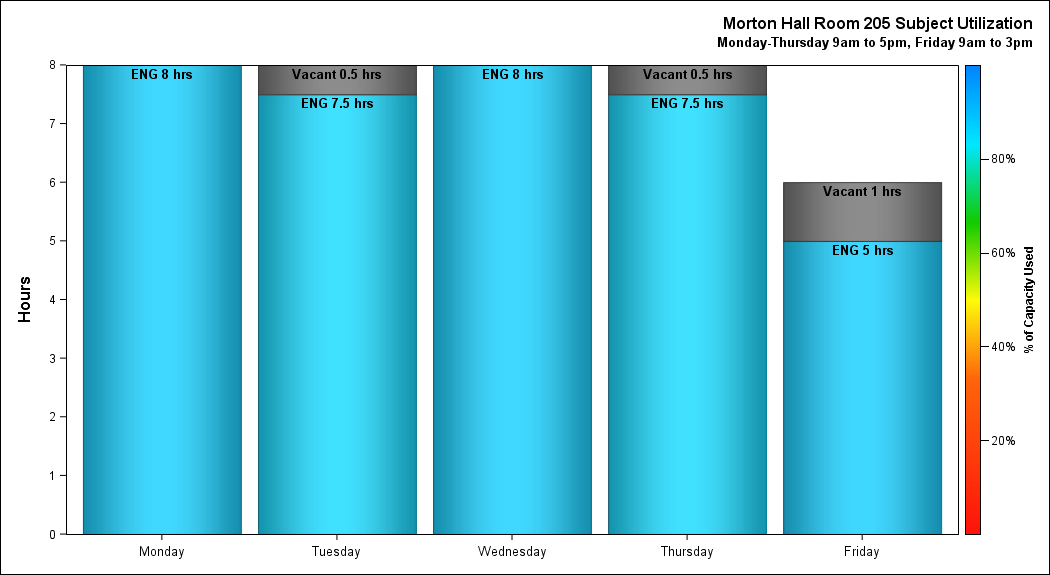 Morton Hall Room 205 Subject Utilization
Monday-Thursday 9am to 5pm, Friday 9am to 3pm
Hours
8
7
6
5
4
3
2
1
0
ENG 8 hrs
Vacant 0.5 hrs
ENG 7.5 hrs
ENG 8 hrs
Vacant 0.5 hrs
ENG 7.5 hrs
Vacant 1 hrs
ENG 5 hrs
Monday
Tuesday
Wednesday
Thursday
Friday
80%
60%
40%
20%
% of Capacity Used